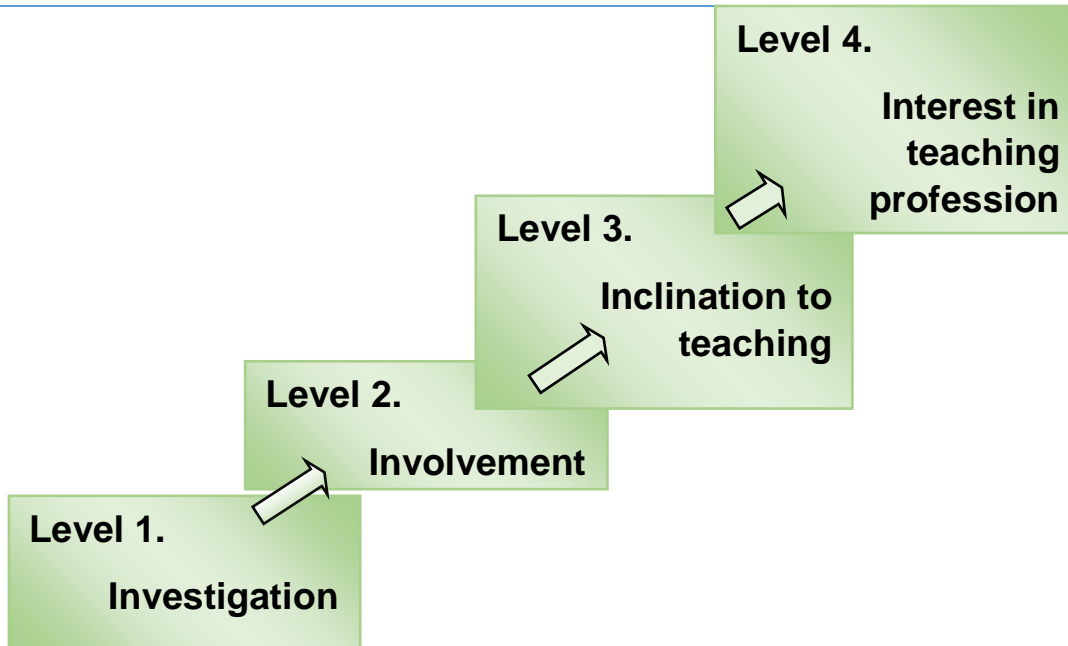 Level 4.
Interest in
teaching
profession
Level 3.
Inclination to
teaching
Level 2.
Involvement
Level 1.
Investigation